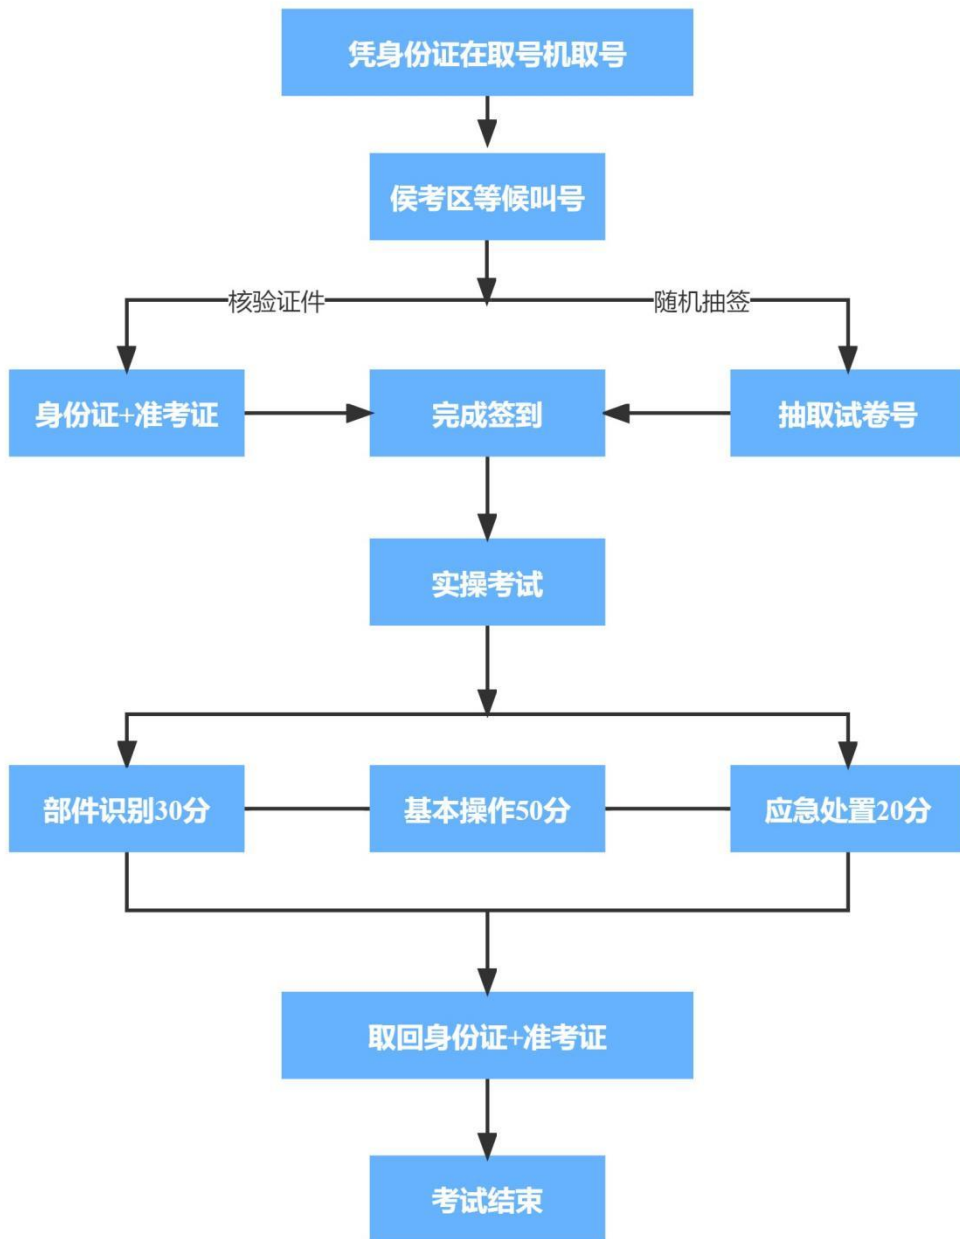 凭身份证在取号机取号
侯考区等候叫号
核验证件
随机抽签
身份证+准考证
完成签到
抽取试卷号
实操考试
部件识别30分
基本操作50分
应急处置20分
取回身份证+准考证
考试结束